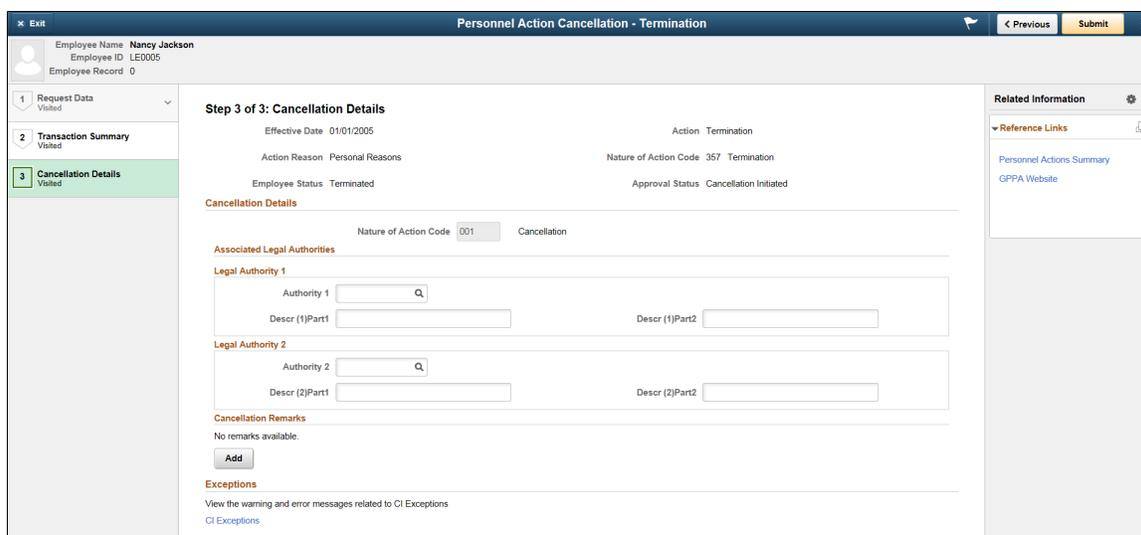 × Exit
Personnel Action Cancellation - Termination
< Previous
Submit
Employee Name Nancy Jackson
Employee ID LE0005
Employee Record 0
1 Request Data
Visited
2 Transaction Summary
Visited
3 Cancellation Details
Visited
Step 3 of 3: Cancellation Details
Effective Date 01/01/2005 Action Termination
Action Reason Personal Reasons Nature of Action Code 357 Termination
Employee Status Terminated Approval Status Cancellation Initiated
Cancellation Details
Nature of Action Code 001 Cancellation
Associated Legal Authorities
Legal Authority 1
Authority 1
Descr (1)Part1 Descr (1)Part2
Legal Authority 2
Authority 2
Descr (2)Part1 Descr (2)Part2
Cancellation Remarks
No remarks available.
Add
Exceptions
View the warning and error messages related to CI Exceptions
CI Exceptions
Related Information
Reference Links
Personnel Actions Summary
GPPA Website